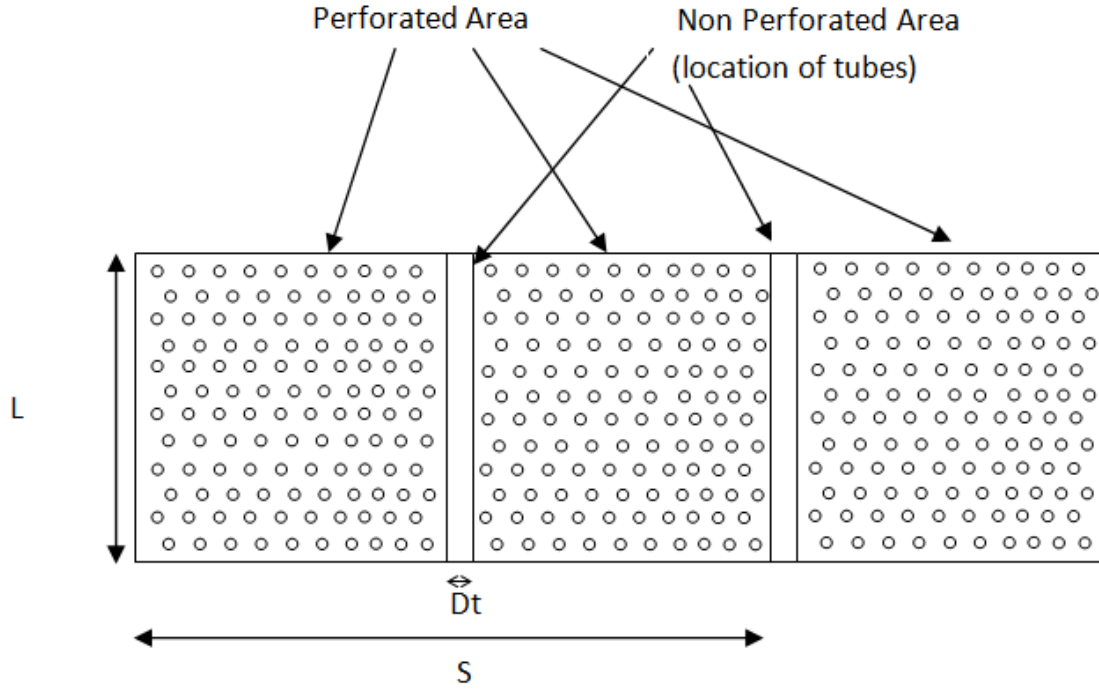 Perforated Area
Non Perforated Area
(location of tubes)
L
Dt
S